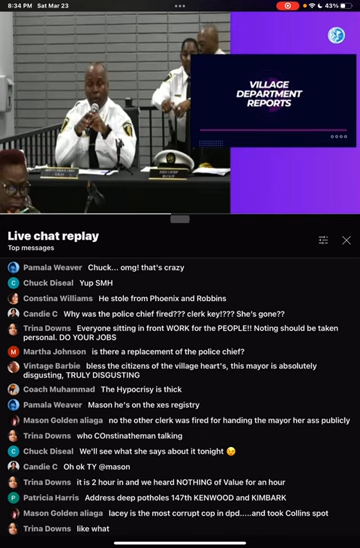 8:34 PM Sat Mar 23
43%
VILLAGE
DEPARTMENT
REPORTS
Live chat replay
Top messages
Pamala Weaver Chuck... omg! that's crazy
Chuck Diseal Yup SMH
Constina Williams He stole from Phoenix and Robbins
Candie C Why was the police chief fired??? clerk key!??? She's gone??
Trina Downs Everyone sitting in front WORK for the PEOPLE!! Noting should be taken
personal. DO YOUR JOBS
Martha Johnson is there a replacement of the police chief?
Vintage Barbie bless the citizens of the village heart's, this mayor is absolutely
disgusting, TRULY DISGUSTING
Coach Muhammad The Hypocrisy is thick
Pamala Weaver Mason he's on the xes registry
Mason Golden aliaga no the other clerk was fired for handing the mayor her ass publicly
Trina Downs who COnstinatheman talking
Chuck Diseal We'll see what she says about it tonight 😉
Candie C Oh ok TY @mason
Trina Downs it is 2 hour in and we heard NOTHING of Value for an hour
Patricia Harris Address deep potholes 147th KENWOOD and KIMBARK
Mason Golden aliaga lacey is the most corrupt cop in dpd.....and took Collins spot
Trina Downs like what